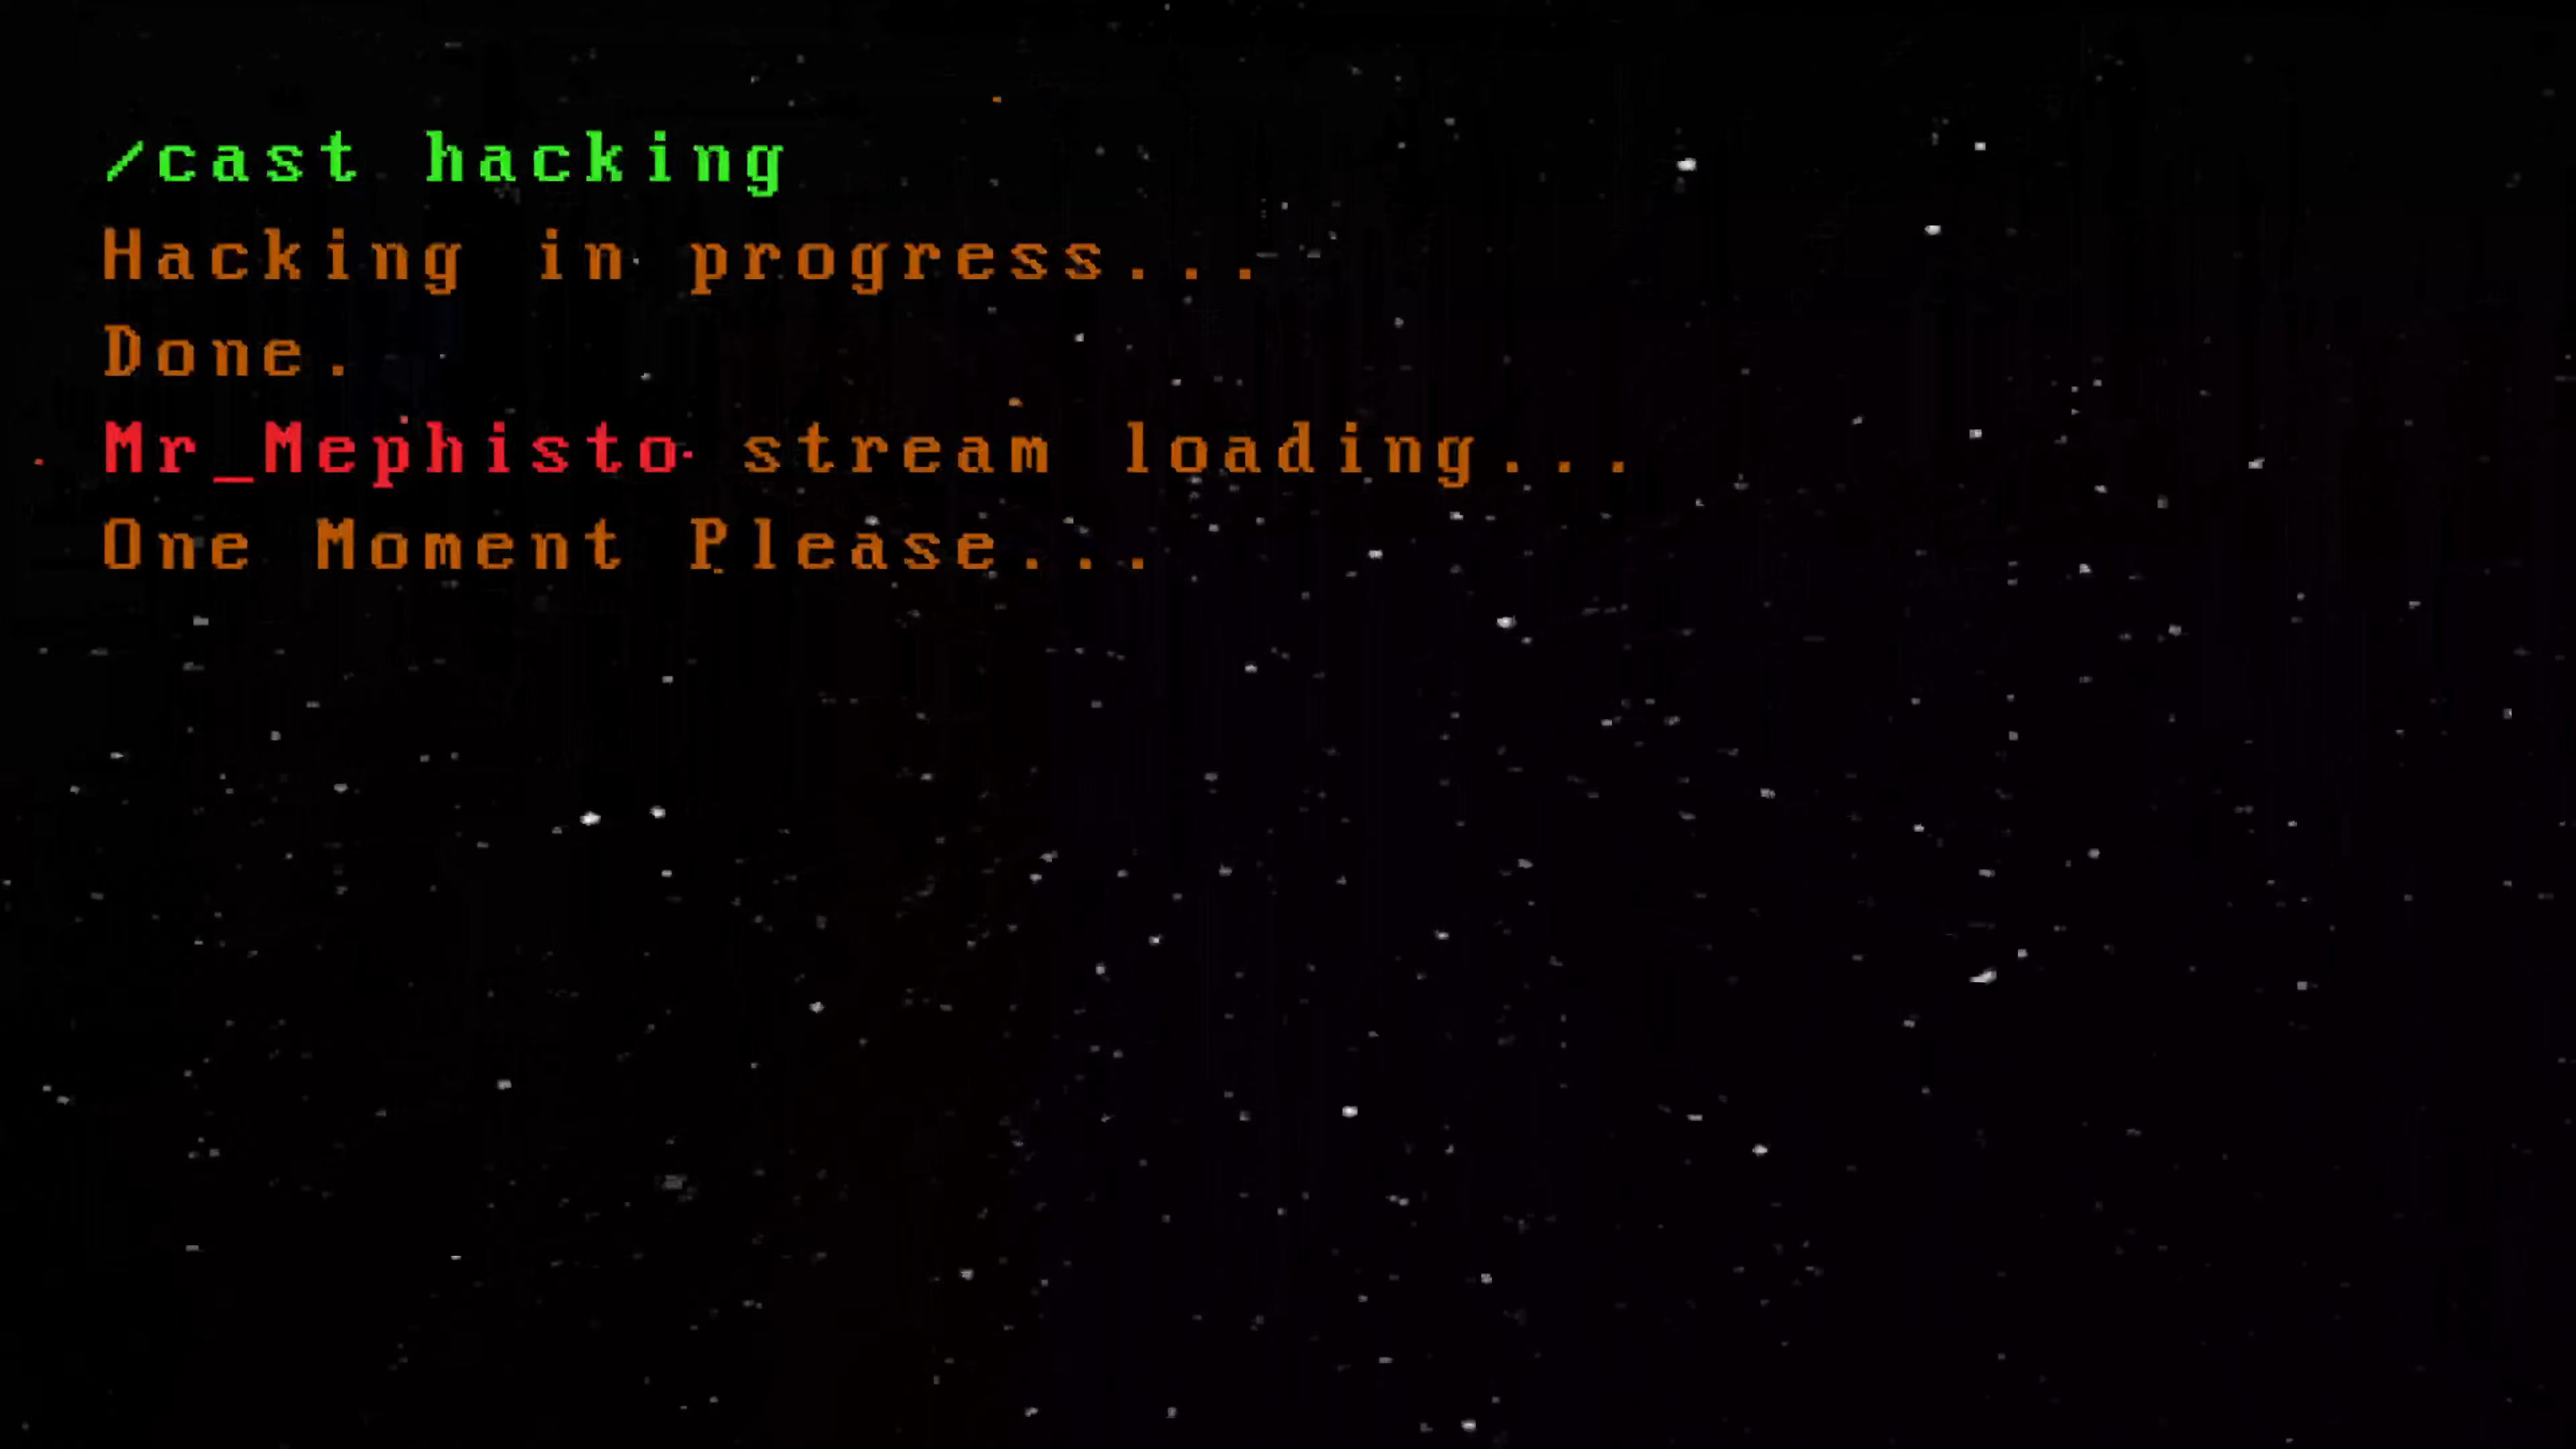 /cast hacking
Hacking in progress...
Done.
Mr_Mephisto stream loading...
One Moment Please...